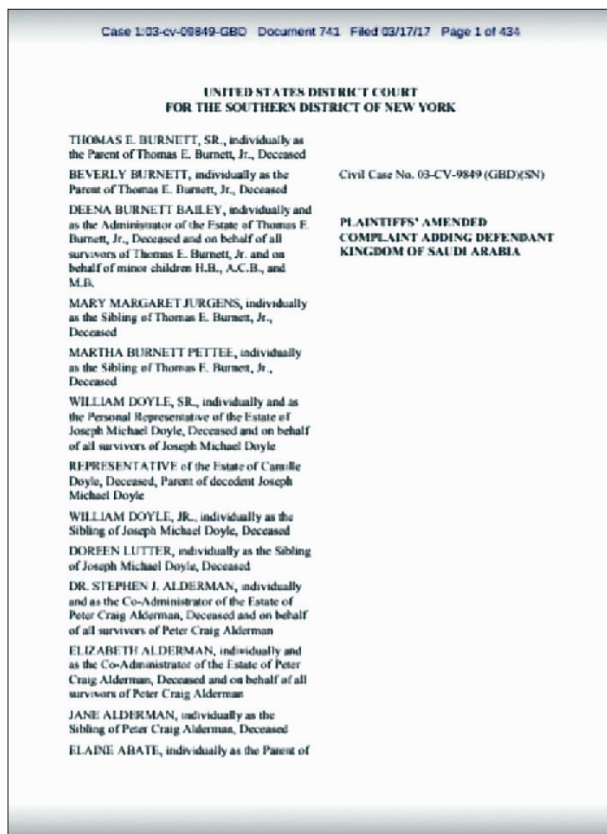 Case 1:03-cv-09849-GBD Document 741 Filed 03/17/17 Page 1 of 434
UNITED STATES DISTRICT COURT
FOR THE SOUTHERN DISTRICT OF NEW YORK
THOMAS E. BURNETT, SR., individually as
the Parent of Thomas E. Burnett, Jr., Deceased
BEVERLY BURNETT, individually as the
Parent of Thomas E. Burnett, Jr., Deceased
DEENA BURNETT BAILEY, individually and
as the Administrator of the Estate of Thomas E.
Burnett, Jr., Deceased and on behalf of all
survivors of Thomas E. Burnett, Jr. and on
behalf of minor children H.B., A.C.B., and
M.B.
MARY MARGARET JURGENS, individually
as the Sibling of Thomas E. Burnett, Jr.,
Deceased
MARTHA BURNETT PETTEE, individually
as the Sibling of Thomas E. Burnett, Jr.,
Deceased
WILLIAM DOYLE, SR., individually and as
the Personal Representative of the Estate of
Joseph Michael Doyle, Deceased and on behalf
of all survivors of Joseph Michael Doyle
REPRESENTATIVE of the Estate of Camille
Doyle, Deceased, Parent of decedent Joseph
Michael Doyle
WILLIAM DOYLE, JR., individually as the
Sibling of Joseph Michael Doyle, Deceased
DOREEN LUTTER, individually as the Sibling
of Joseph Michael Doyle, Deceased
DR. STEPHEN J. ALDERMAN, individually
and as the Co-Administrator of the Estate of
Peter Craig Alderman, Deceased and on behalf
of all survivors of Peter Craig Alderman
ELIZABETH ALDERMAN, individually and
as the Co-Administrator of the Estate of Peter
Craig Alderman, Deceased and on behalf of all
survivors of Peter Craig Alderman
JANE ALDERMAN, individually as the
Sibling of Peter Craig Alderman, Deceased
ELAINE ABATE, individually as the Parent of
Civil Case No. 03-CV-9849 (GBD)(SN)
PLAINTIFFS' AMENDED
COMPLAINT ADDING DEFENDANT
KINGDOM OF SAUDI ARABIA